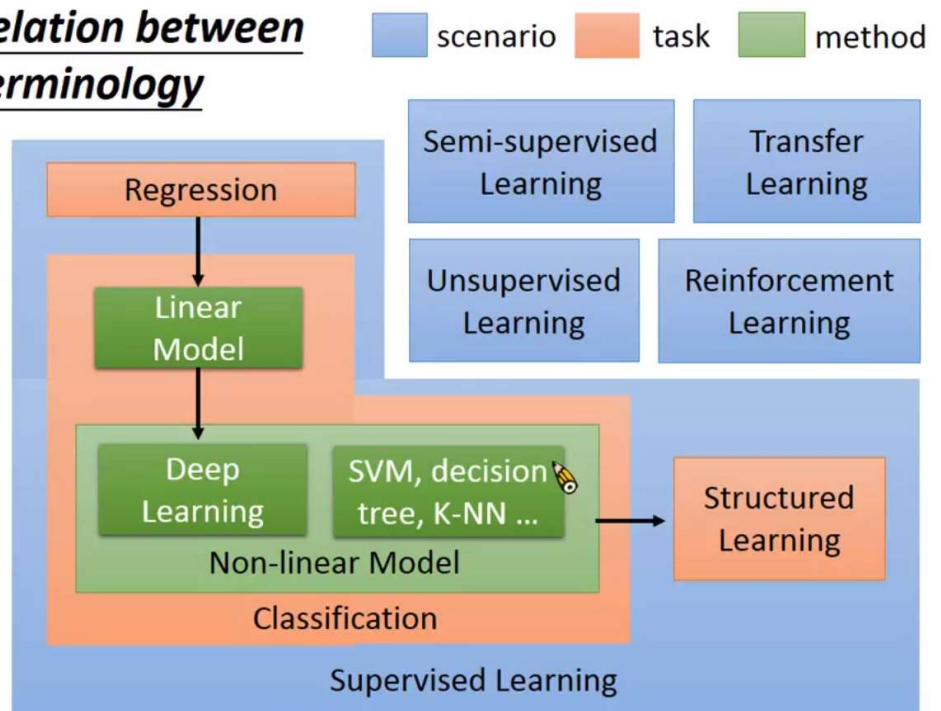 elation between
erminology
scenario
task
method
Semi-supervised
Learning
Transfer
Learning
Regression
Unsupervised
Learning
Reinforcement
Learning
Linear
Model
Deep
Learning
SVM, decision
tree, K-NN ...
Structured
Learning
Non-linear Model
Classification
Supervised Learning